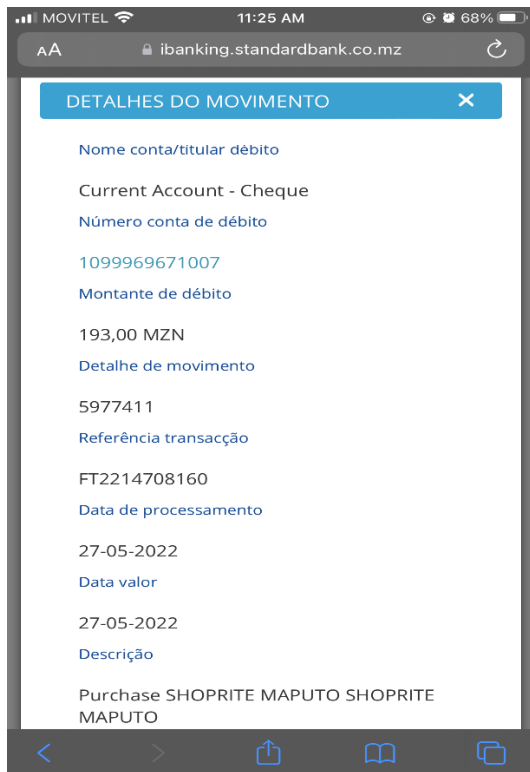 MOVITEL 11:25 AM 68%
AA ibanking.standardbank.co.mz
DETALHES DO MOVIMENTO
Nome conta/titular débito
Current Account - Cheque
Número conta de débito
1099969671007
Montante de débito
193,00 MZN
Detalhe de movimento
5977411
Referência transacção
FT2214708160
Data de processamento
27-05-2022
Data valor
27-05-2022
Descrição
Purchase SHOPRITE MAPUTO SHOPRITE
MAPUTO